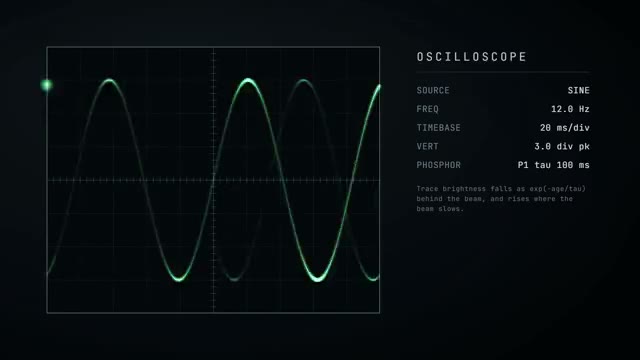 OSCILLOSCOPE
SOURCE SINE
FREQ 12.0 Hz
TIMEBASE 20 ms/div
VERT 3.0 div pk
PHOSPHOR P1 tau 100 ms
Trace brightness falls as exp(-age/tau)
behind the beam, and rises where the
beam slows.